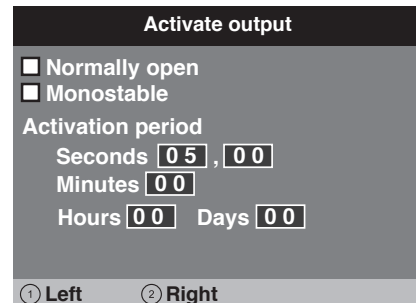 Activate output
Normally open
Monostable
Activation period
Seconds 05,00
Minutes 00
Hours 00 Days 00
1 Left 2 Right